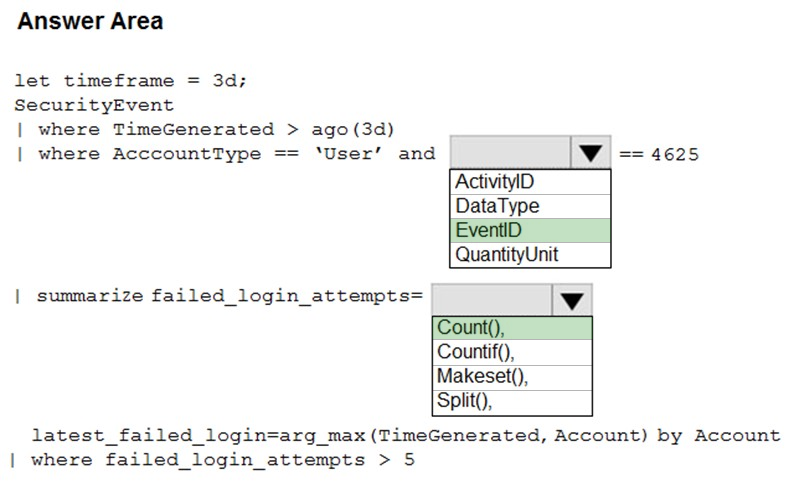 Answer Area
let timeframe = 3d;
SecurityEvent
| where TimeGenerated > ago(3d)
| where AcccountType == ‘User’ and == 4625
ActivityID
DataType
EventID
QuantityUnit
| summarize failed_login_attempts=
Count(),
Countif(),
Makeset(),
Split(),
latest_failed_login=arg_max(TimeGenerated, Account) by Account
| where failed_login_attempts > 5